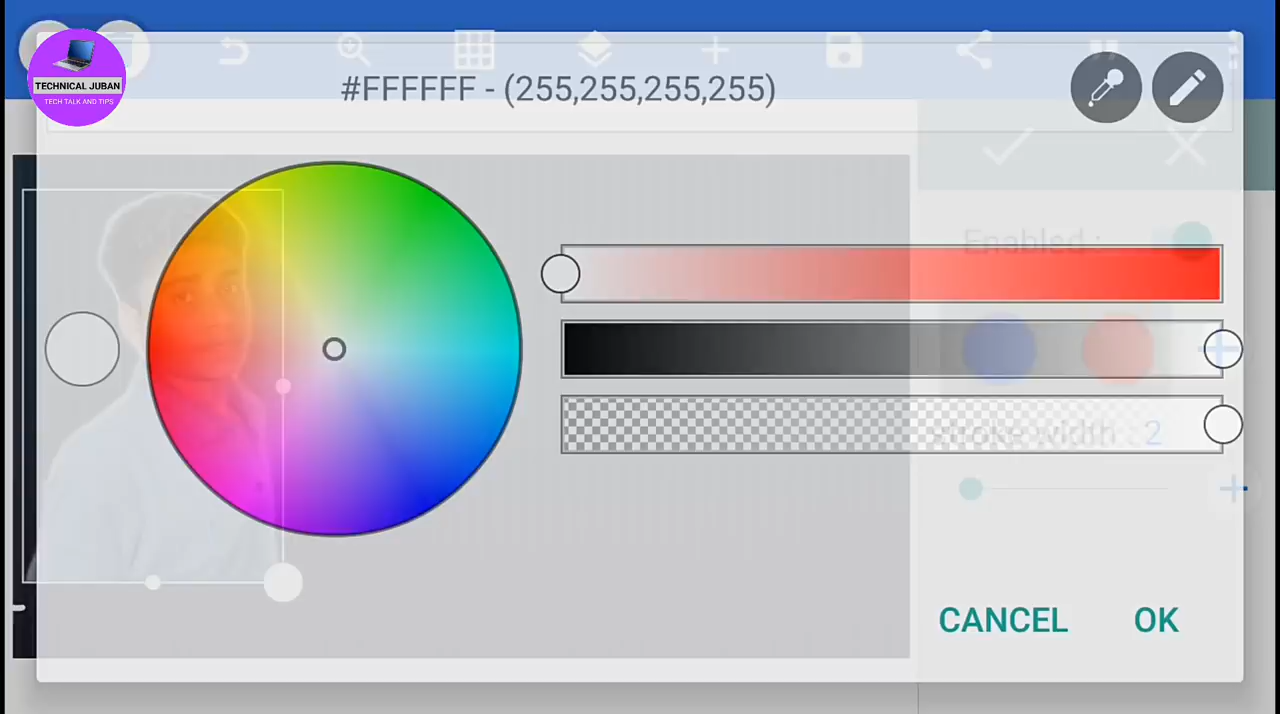 TECHNICAL JUBAN
TECH TALK AND TIPS
#FFFFFF - (255,255,255,255)
Enabled :
stroke width : 2
CANCEL OK